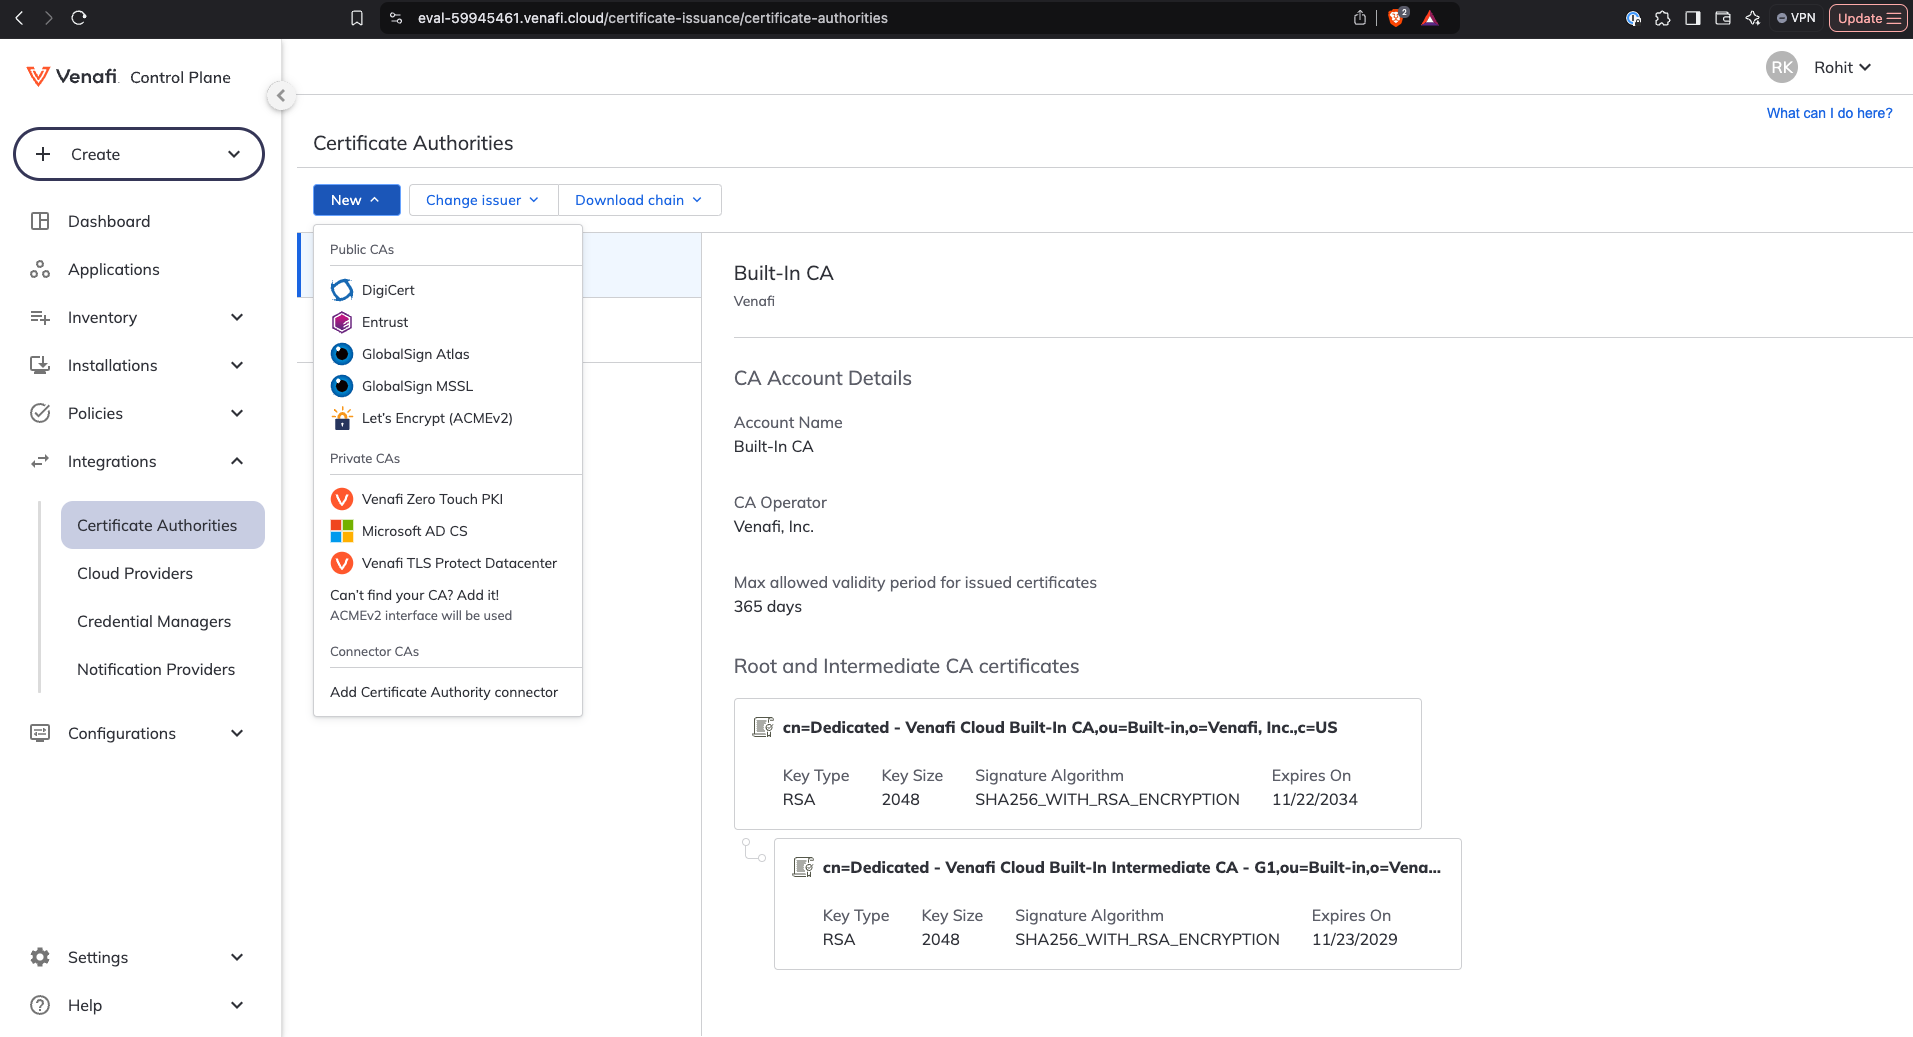 eval-59945461.venafi.cloud/certificate-issuance/certificate-authorities
2
VPN
Update
Venafi Control Plane
RK
Rohit
What can I do here?
Create
Dashboard
Applications
Inventory
Installations
Policies
Integrations
Certificate Authorities
Cloud Providers
Credential Managers
Notification Providers
Configurations
Settings
Help
Certificate Authorities
New
Change issuer
Download chain
Public CAs
DigiCert
Entrust
GlobalSign Atlas
GlobalSign MSSL
Let's Encrypt (ACMEv2)
Private CAs
Venafi Zero Touch PKI
Microsoft AD CS
Venafi TLS Protect Datacenter
Can't find your CA? Add it!
ACMEv2 interface will be used
Connector CAs
Add Certificate Authority connector
Built-In CA
Venafi
CA Account Details
Account Name
Built-In CA
CA Operator
Venafi, Inc.
Max allowed validity period for issued certificates
365 days
Root and Intermediate CA certificates
cn=Dedicated - Venafi Cloud Built-In CA,ou=Built-in,o=Venafi, Inc.,c=US
Key Type Key Size Signature Algorithm Expires On
RSA 2048 SHA256_WITH_RSA_ENCRYPTION 11/22/2034
cn=Dedicated - Venafi Cloud Built-In Intermediate CA - G1,ou=Built-in,o=Vena...
Key Type Key Size Signature Algorithm Expires On
RSA 2048 SHA256_WITH_RSA_ENCRYPTION 11/23/2029